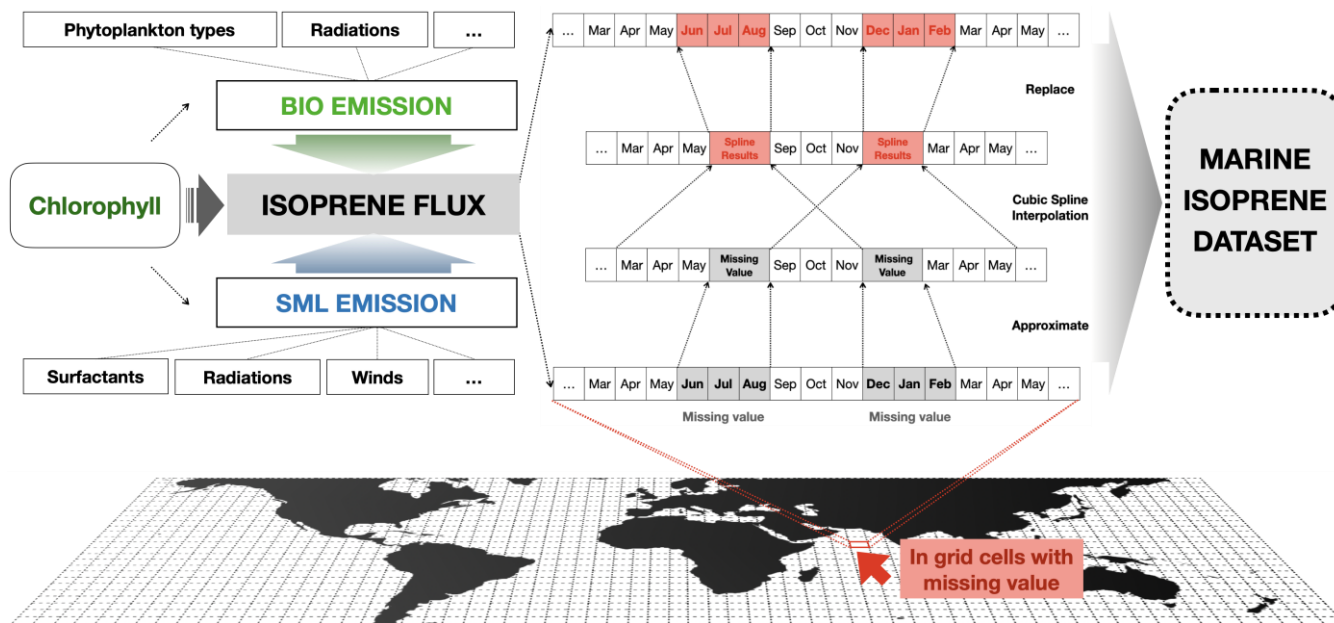 Phytoplankton types
Radiations
...
BIO EMISSION
Chlorophyll
ISOPRENE FLUX
SML EMISSION
Surfactants
Radiations
Winds
...
... Mar Apr May Jun Jul Aug Sep Oct Nov Dec Jan Feb Mar Apr May ...
Replace
... Mar Apr May Spline Results Sep Oct Nov Spline Results Mar Apr May ...
Cubic Spline
Interpolation
... Mar Apr May Missing Value Sep Oct Nov Missing Value Mar Apr May ...
Approximate
... Mar Apr May Jun Jul Aug Sep Oct Nov Dec Jan Feb Mar Apr May ...
Missing value
Missing value
MARINE
ISOPRENE
DATASET
In grid cells with
missing value